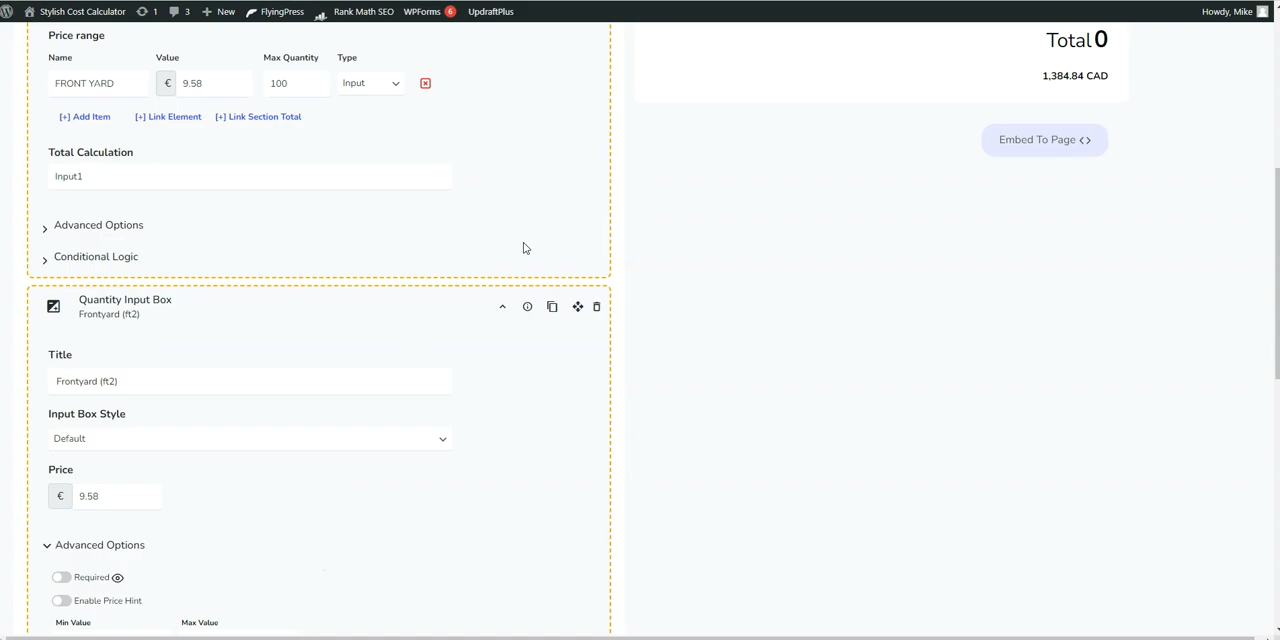 Stylish Cost Calculator 1 3 New FlyingPress Rank Math SEO WPForms 6 UpdraftPlus Howdy, Mike
Price range
Name Value Max Quantity Type
FRONT YARD € 9.58 100 Input
[+] Add Item [+] Link Element [+] Link Section Total
Total Calculation
Input1
Advanced Options
Conditional Logic
Quantity Input Box
Frontyard (ft2)
Title
Frontyard (ft2)
Input Box Style
Default
Price
€ 9.58
Advanced Options
Required
Enable Price Hint
Min Value Max Value
Total 0
1,384.84 CAD
Embed To Page <>